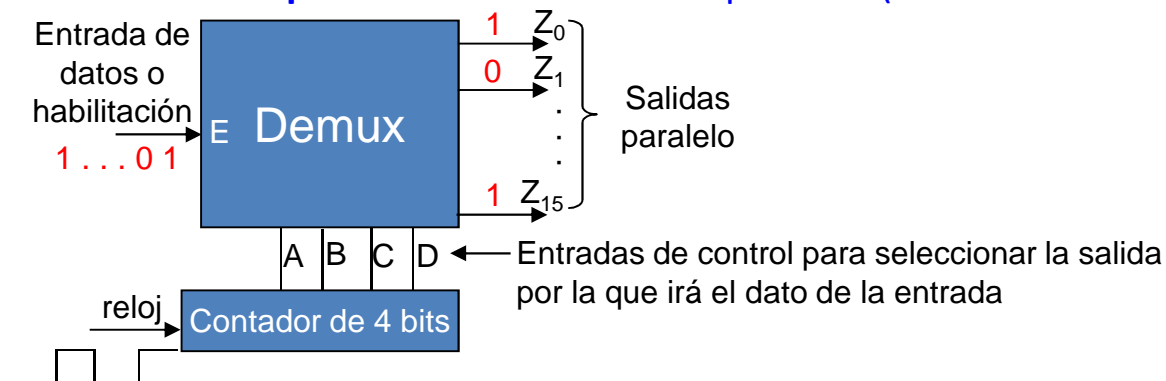 Entrada de
datos o
habilitación
1 . . . 0 1
E Demux
1 Z0
0 Z1
.
.
.
1 Z15
Salidas
paralelo
A B C D
Entradas de control para seleccionar la salida
por la que irá el dato de la entrada
reloj
Contador de 4 bits